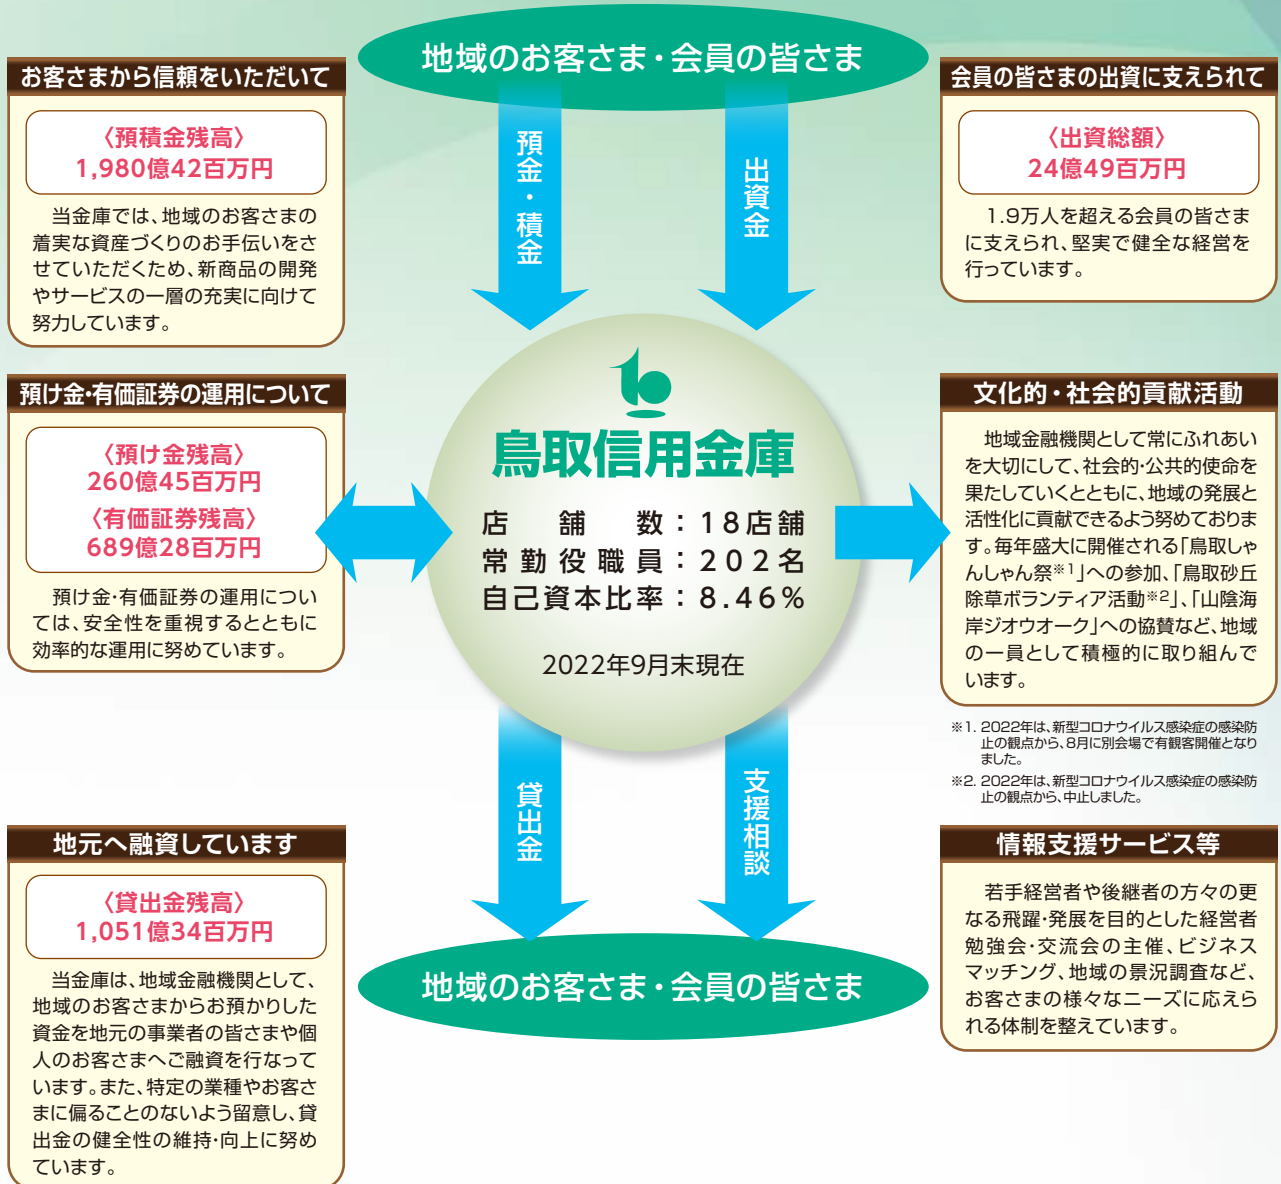 地域のお客さま・会員の皆さま
お客さまから信頼をいただいて
〈預積金残高〉
1,980億42百万円
当金庫では、地域のお客さまの
着実な資産づくりのお手伝いをさ
せていただくため、新商品の開発
やサービスの一層の充実に向けて
努力しています。
預金・積金
出資金
会員の皆さまの出資に支えられて
〈出資総額〉
24億49百万円
1.9万人を超える会員の皆さま
に支えられ、堅実で健全な経営を
行っています。
預け金・有価証券の運用について
〈預け金残高〉
260億45百万円
〈有価証券残高〉
689億28百万円
預け金・有価証券の運用につい
ては、安全性を重視するとともに
効率的な運用に努めています。
鳥取信用金庫
店舗数：18店舗
常勤役職員：202名
自己資本比率：8.46%
2022年9月末現在
文化的・社会的貢献活動
地域金融機関として常にふれあい
を大切にして、社会的・公共的使命を
果たしていくとともに、地域の発展と
活性化に貢献できるよう努めておりま
す。毎年盛大に開催される「鳥取しゃ
んしゃん祭※1」への参加、「鳥取砂丘
除草ボランティア活動※2」、「山陰海
岸ジオウオーク」への協賛など、地域
の一員として積極的に取り組んで
います。
※1. 2022年は、新型コロナウイルス感染症の感染防
止の観点から、8月に別会場で有観客開催となり
ました。
※2. 2022年は、新型コロナウイルス感染症の感染防
止の観点から、中止しました。
貸出金
支援相談
地元へ融資しています
〈貸出金残高〉
1,051億34百万円
当金庫は、地域金融機関として、
地域のお客さまからお預かりした
資金を地元の事業者の皆さまや個
人のお客さまへご融資を行なって
います。また、特定の業種やお客さ
まに偏ることのないよう留意し、貸
出金の健全性の維持・向上に努め
ています。
地域のお客さま・会員の皆さま
情報支援サービス等
若手経営者や後継者の方々の更
なる飛躍・発展を目的とした経営者
勉強会・交流会の主催、ビジネス
マッチング、地域の景況調査など、
お客さまの様々なニーズに応えら
れる体制を整えています。